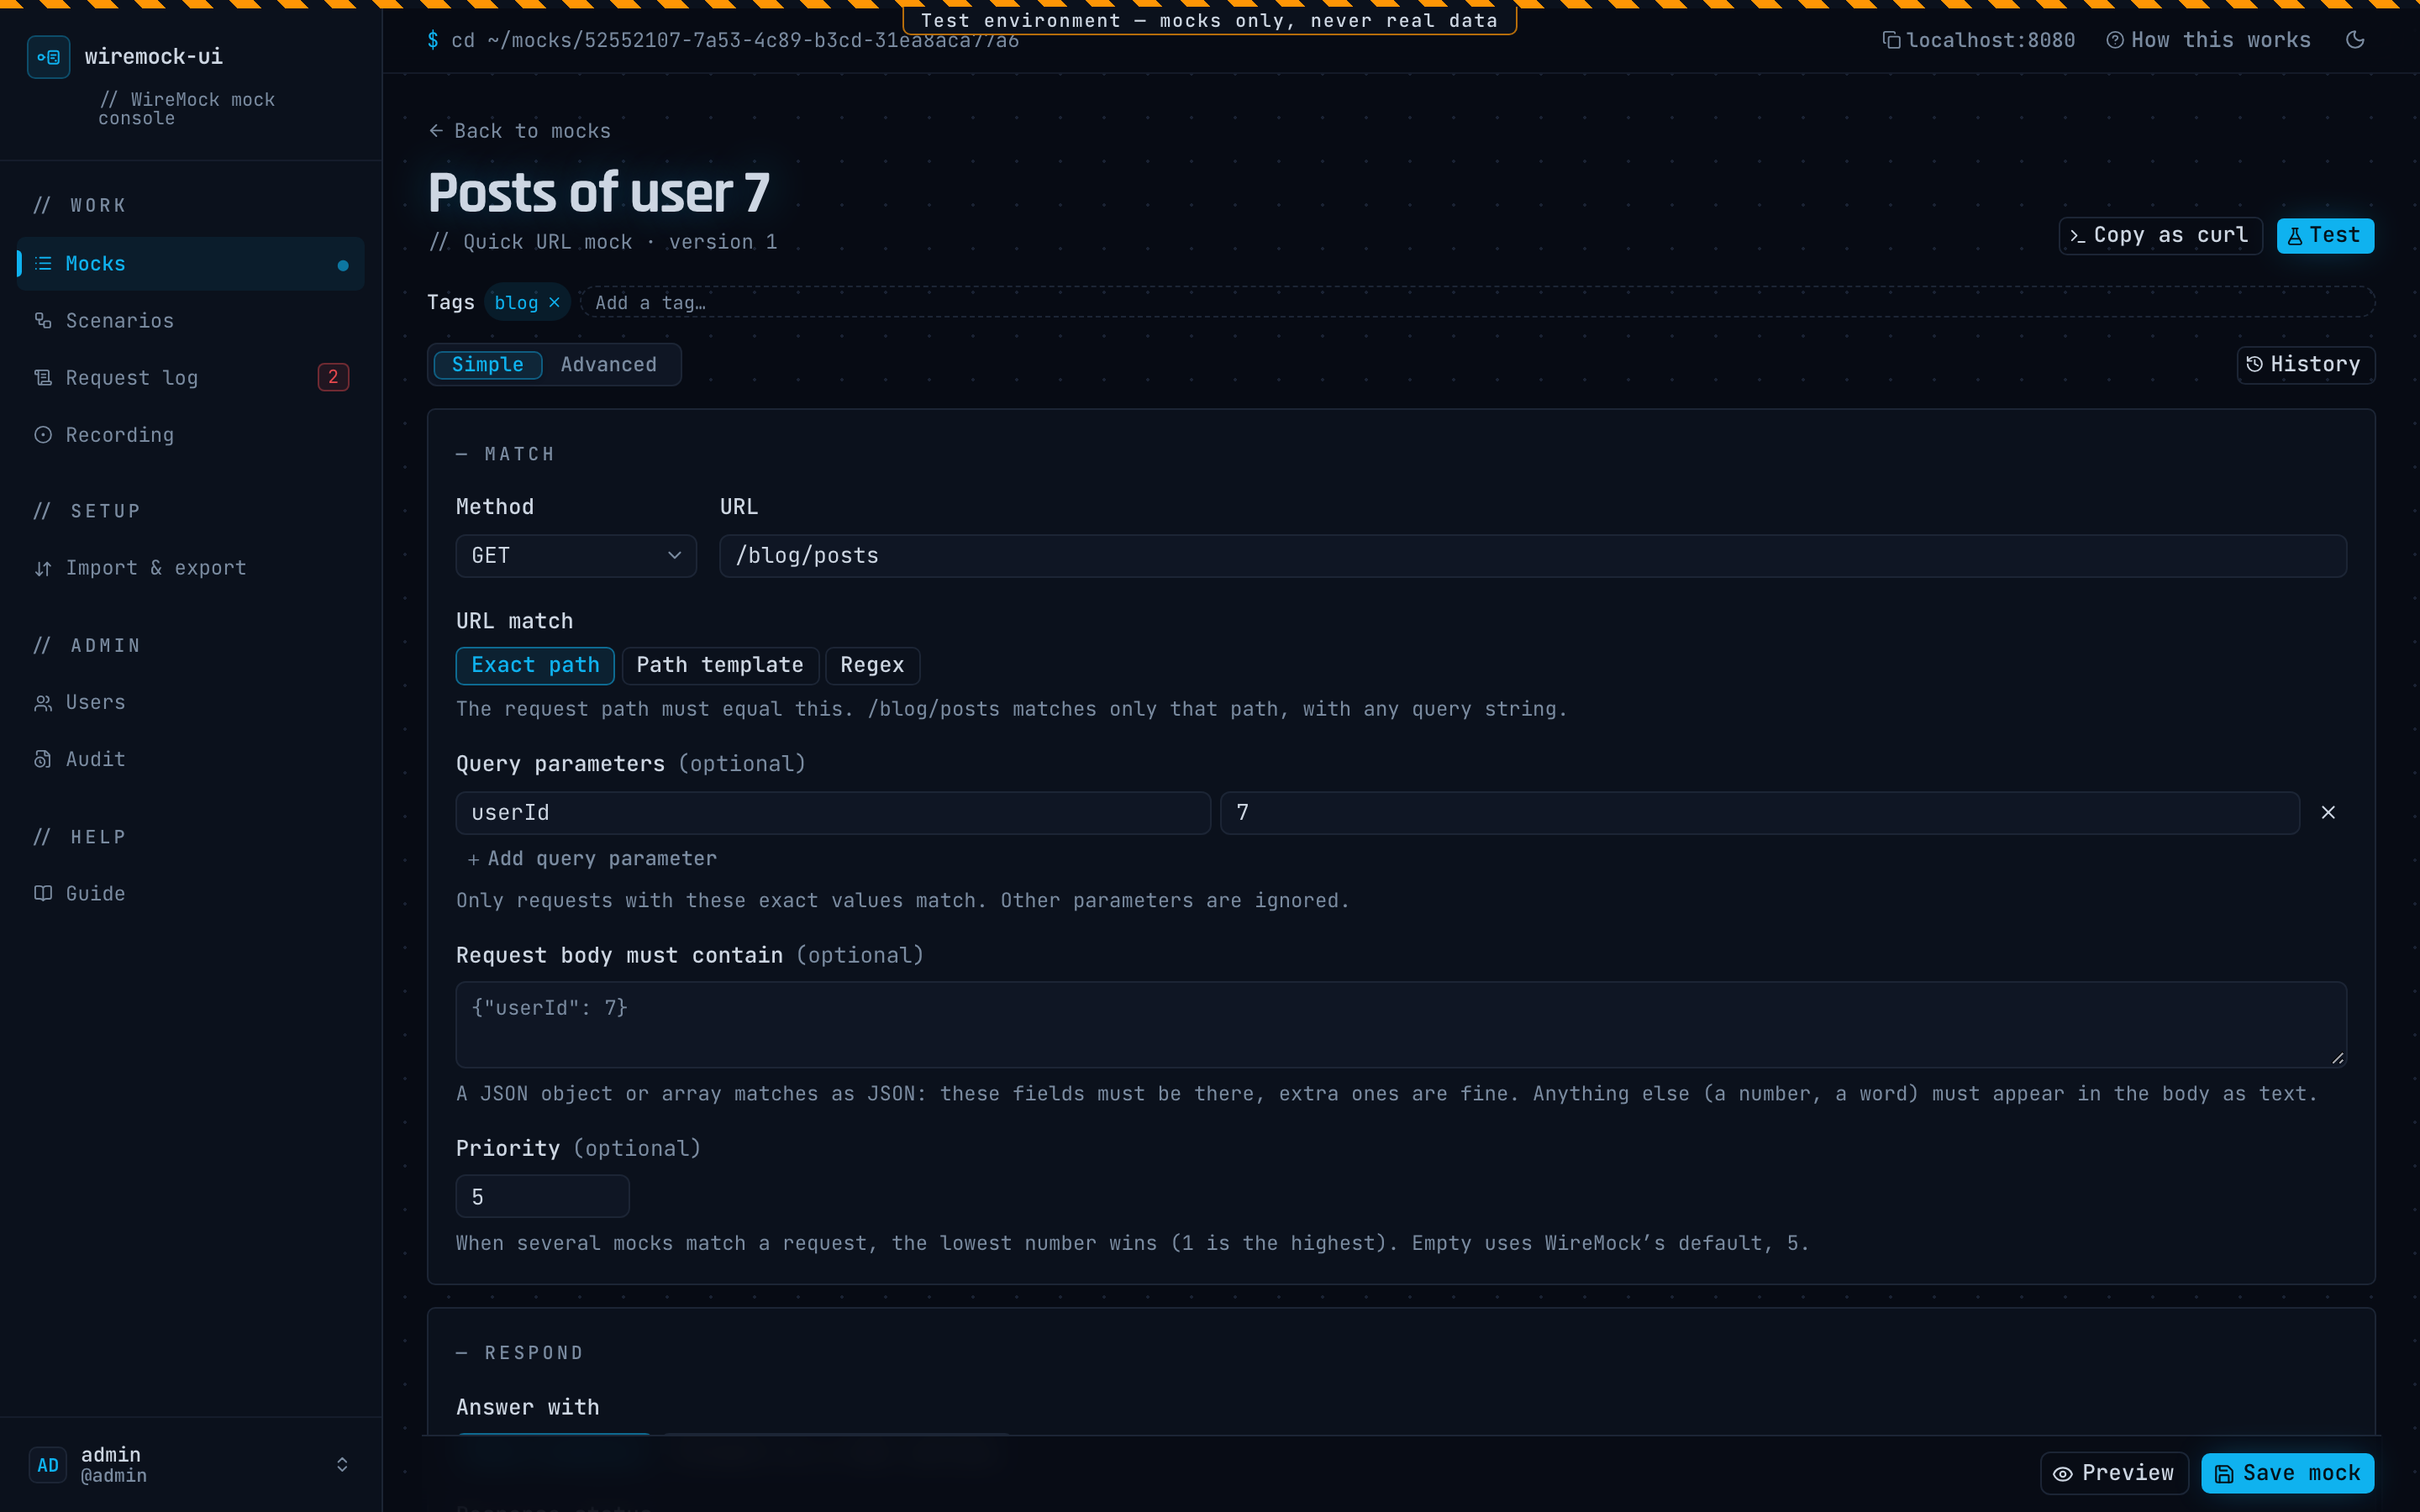 Test environment — mocks only, never real data
wiremock-ui
// WireMock mock
console
$ cd ~/mocks/52552107-7a53-4c89-b3cd-31ea8aca77a6
localhost:8080
How this works
// WORK
Mocks
Scenarios
Request log 2
Recording
// SETUP
Import & export
// ADMIN
Users
Audit
// HELP
Guide
AD
admin
@admin
← Back to mocks
Posts of user 7
// Quick URL mock · version 1
Copy as curl
Test
Tags blog × Add a tag…
Simple Advanced
History
— MATCH
Method URL
GET /blog/posts
URL match
Exact path Path template Regex
The request path must equal this. /blog/posts matches only that path, with any query string.
Query parameters (optional)
userId 7
+ Add query parameter
Only requests with these exact values match. Other parameters are ignored.
Request body must contain (optional)
{"userId": 7}
A JSON object or array matches as JSON: these fields must be there, extra ones are fine. Anything else (a number, a word) must appear in the body as text.
Priority (optional)
5
When several mocks match a request, the lowest number wins (1 is the highest). Empty uses WireMock’s default, 5.
— RESPOND
Answer with
Preview
Save mock